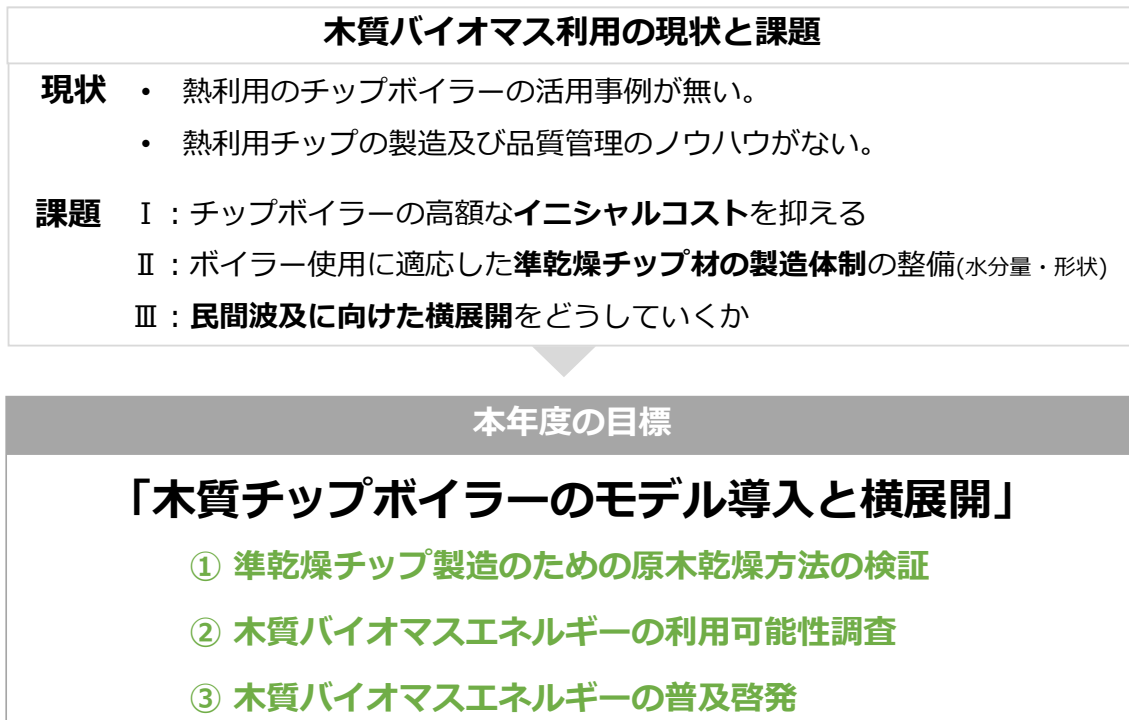 木質バイオマス利用の現状と課題
現状 • 熱利用のチップボイラーの活用事例が無い。
• 熱利用チップの製造及び品質管理のノウハウがない。
課題 Ⅰ：チップボイラーの高額なイニシャルコストを抑える
Ⅱ：ボイラー使用に適応した準乾燥チップ材の製造体制の整備(水分量・形状)
Ⅲ：民間波及に向けた横展開をどうしていくか
本年度の目標
「木質チップボイラーのモデル導入と横展開」
① 準乾燥チップ製造のための原木乾燥方法の検証
② 木質バイオマスエネルギーの利用可能性調査
③ 木質バイオマスエネルギーの普及啓発